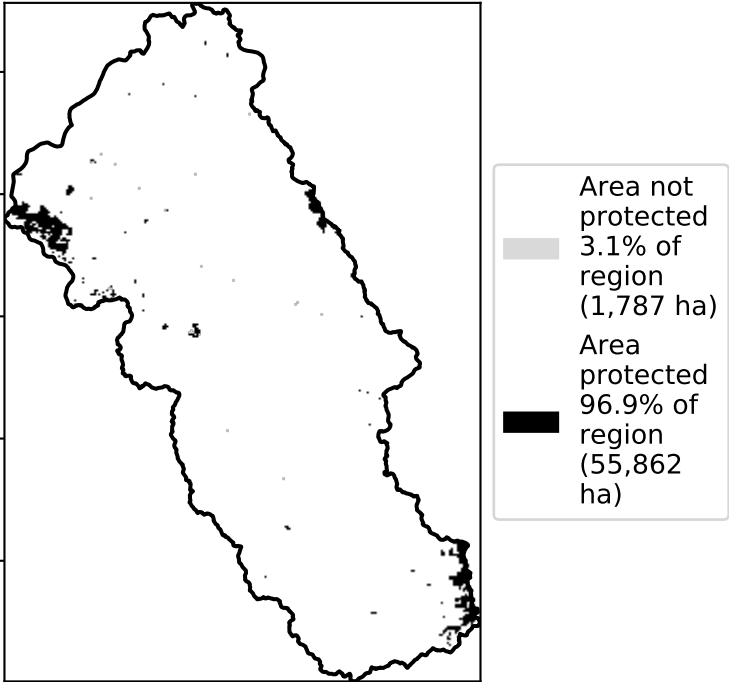 Area not
protected
3.1% of
region
(1,787 ha)
Area
protected
96.9% of
region
(55,862
ha)